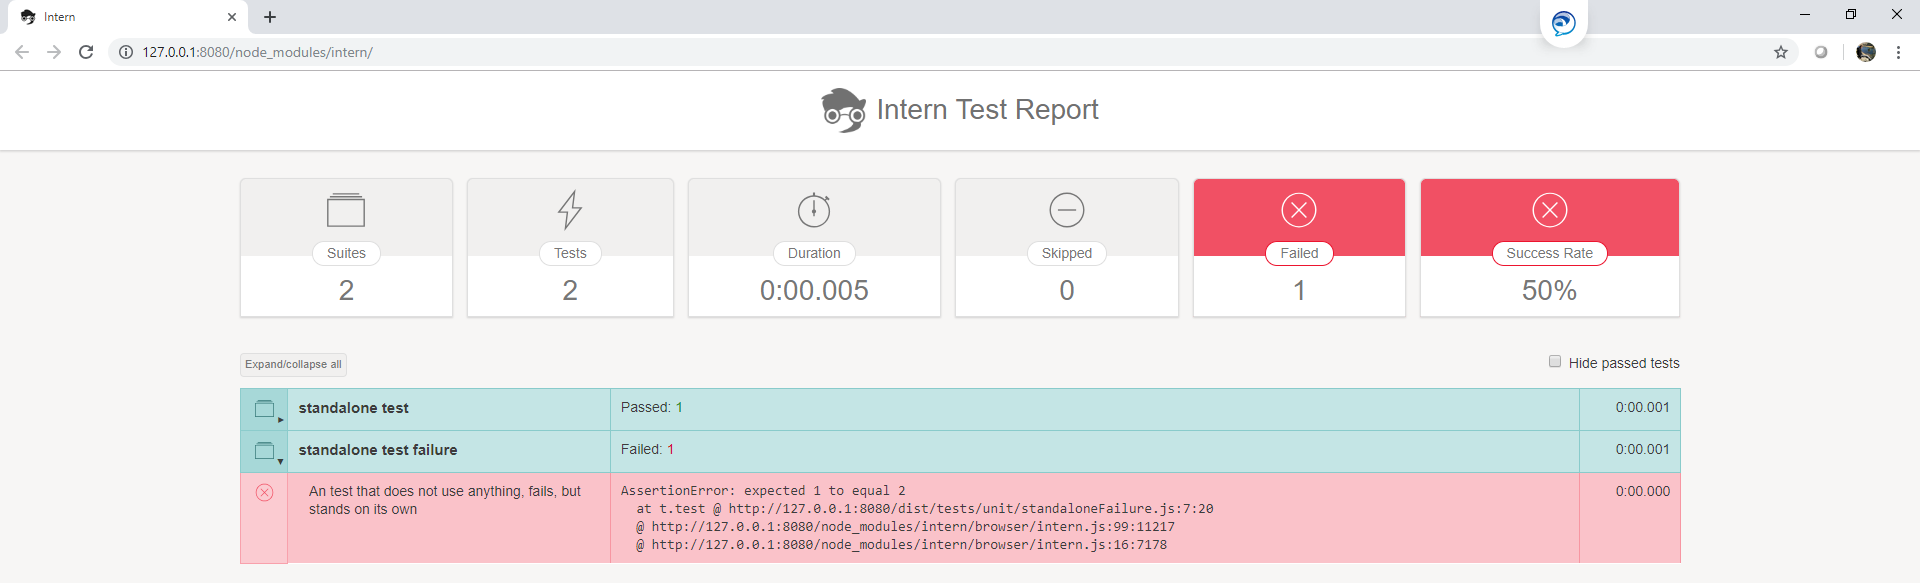 Intern
127.0.0.1:8080/node_modules/intern/
Intern Test Report
Suites
2
Tests
2
Duration
0:00.005
Skipped
0
Failed
1
Success Rate
50%
Expand/collapse all
Hide passed tests
standalone test
Passed: 1
0:00.001
standalone test failure
Failed: 1
0:00.001
An test that does not use anything, fails, but
stands on its own
AssertionError: expected 1 to equal 2
at t.test @ http://127.0.0.1:8080/dist/tests/unit/standaloneFailure.js:7:20
@ http://127.0.0.1:8080/node_modules/intern/browser/intern.js:99:11217
@ http://127.0.0.1:8080/node_modules/intern/browser/intern.js:16:7178
0:00.000